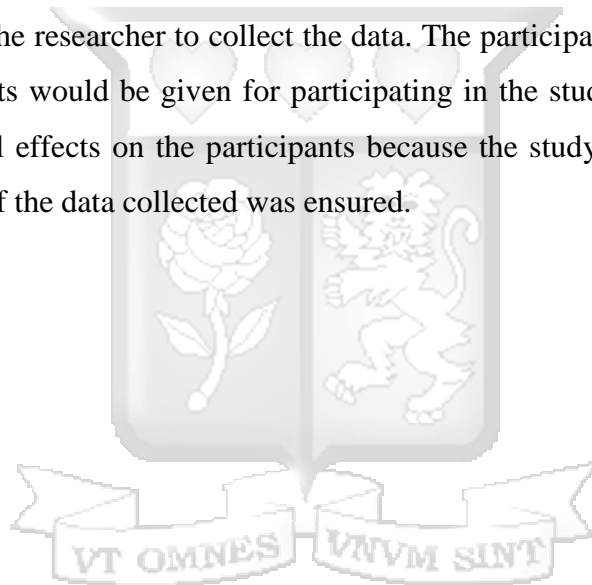 he researcher to collect the data. The participa
ts would be given for participating in the stud
l effects on the participants because the study
f the data collected was ensured.
VT OMNES VNVM SINT